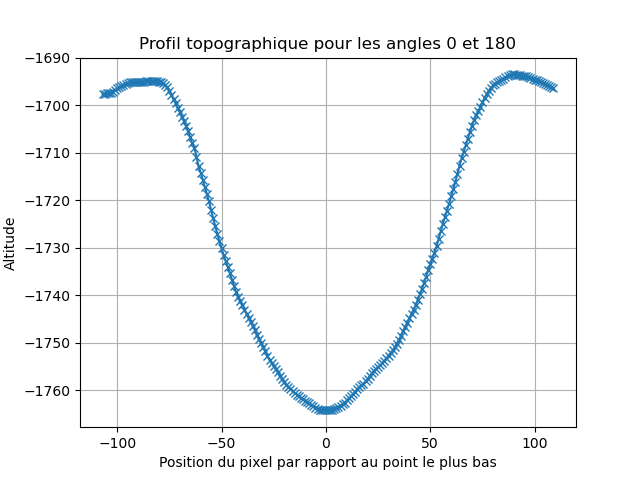 Profil topographique pour les angles 0 et 180
Altitude
−1690
−1700
−1710
−1720
−1730
−1740
−1750
−1760
−100 −50 0 50 100
Position du pixel par rapport au point le plus bas